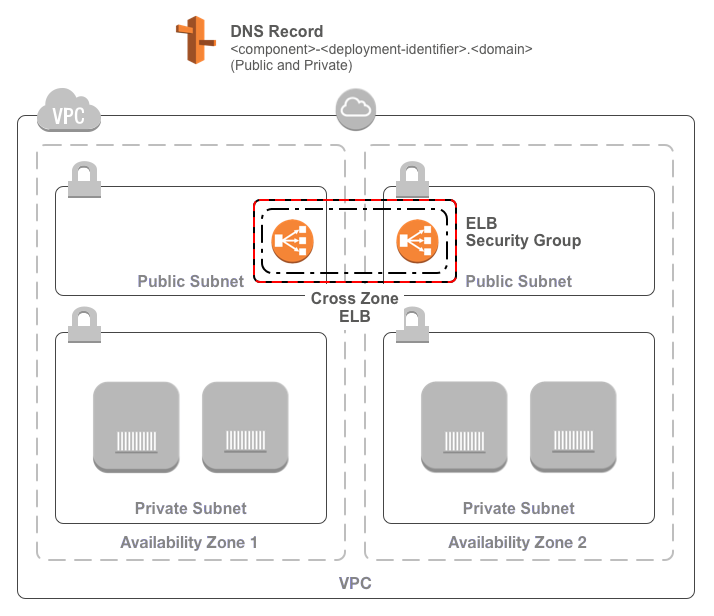 DNS Record
<component>-<deployment-identifier>.<domain>
(Public and Private)
VPC
ELB
Security Group
Public Subnet
Public Subnet
Cross Zone
ELB
Private Subnet
Private Subnet
Availability Zone 1
Availability Zone 2
VPC